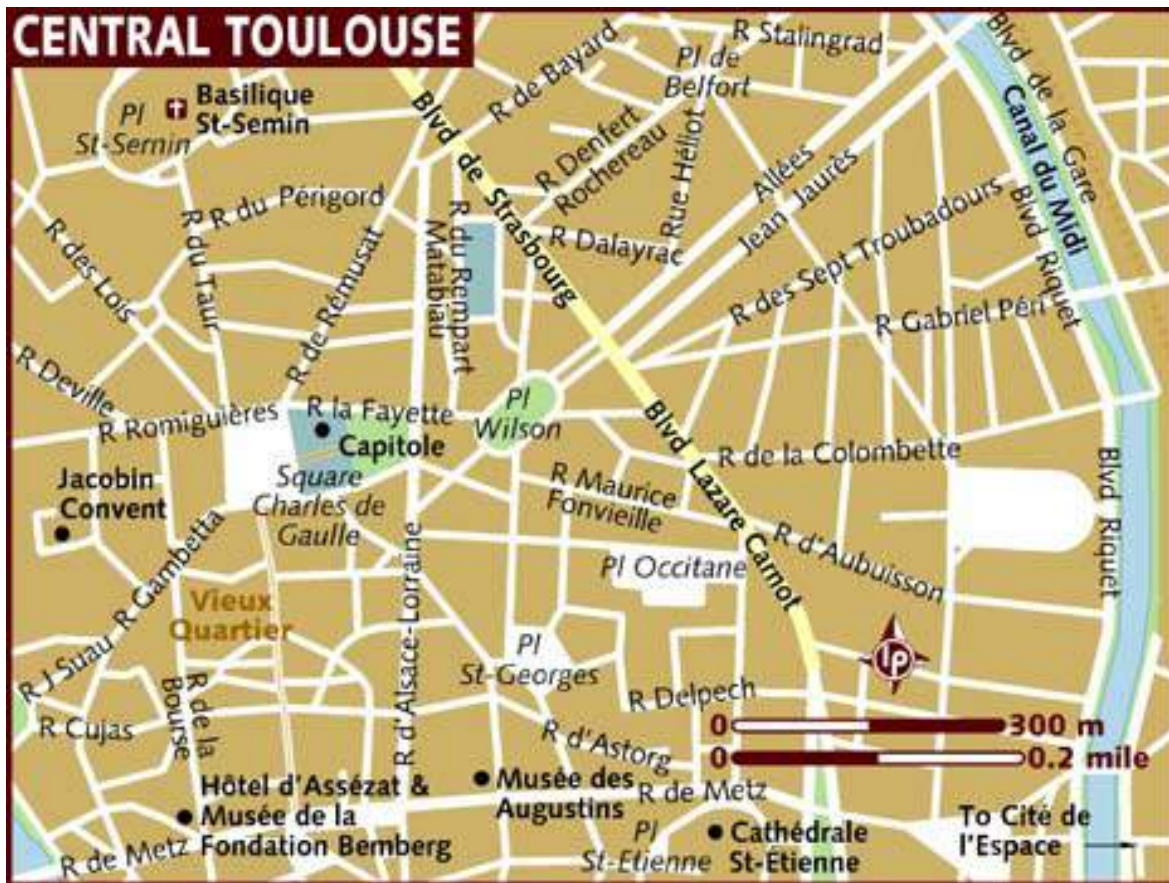 CENTRAL TOULOUSE
R Stalingrad
Blvd de la Gare
R de Bayard
Pl de
Belfort
Basilique
St-Semin
Pl
St-Sernin
Blvd de Strasbourg
Canal du Midi
R Denfert
Rochereau
Rue Héliot
Allées
Jean Jaurès
R du Périgord
R des Lois
R du Taur
R de Rémusat
Matabiau
R du Rempart
R Dalayrac
R des Sept Troubadours
Blvd Riquet
R Gabriel Péri
R Deville
R Romiguières
R la Fayette
Capitole
Pl
Wilson
Blvd Lazare Carnot
R de la Colombette
Jacobin
Convent
Square
Charles de
Gaulle
R Maurice
Fonvieille
R d'Aubuisson
Blvd Riquet
R Gambetta
R d'Alsace-Lorraine
Pl Occitane
Vieux
Quartier
R J Suau
Pl
St-Georges
LP
R Delpech
R Cujas
R de la
Bourse
R d'Astorg
0 300 m
0 0.2 mile
Hôtel d'Assézat &
Musée de la
Fondation Bemberg
Musée des
Augustins
R de Metz
R de Metz
Pl
St-Etienne
Cathédrale
St-Étienne
To Cité de
l'Espace